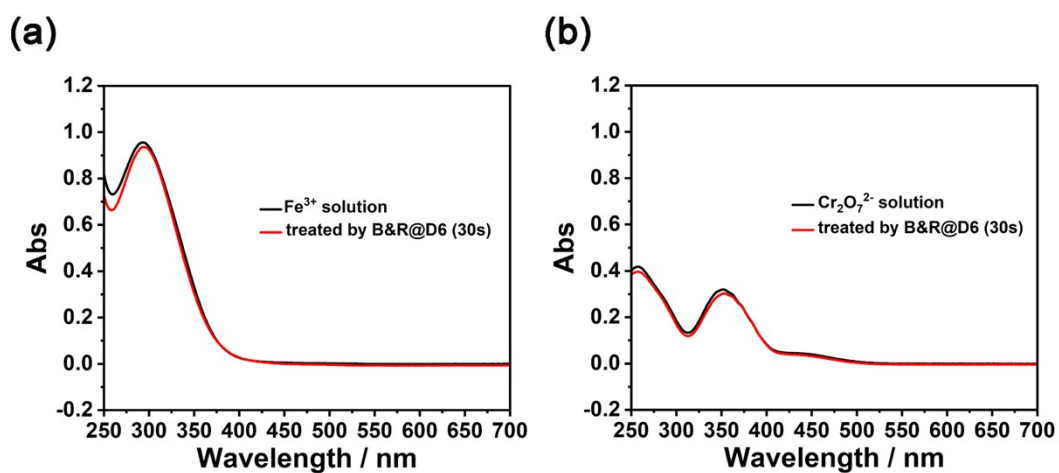 (a)
1.2
1.0
0.8
0.6
0.4
0.2
0.0
-0.2
Abs
Fe³⁺ solution
treated by B&R@D6 (30s)
250 300 350 400 450 500 550 600 650 700
Wavelength / nm
(b)
1.2
1.0
0.8
0.6
0.4
0.2
0.0
-0.2
Abs
Cr₂O₇²⁻ solution
treated by B&R@D6 (30s)
250 300 350 400 450 500 550 600 650 700
Wavelength / nm